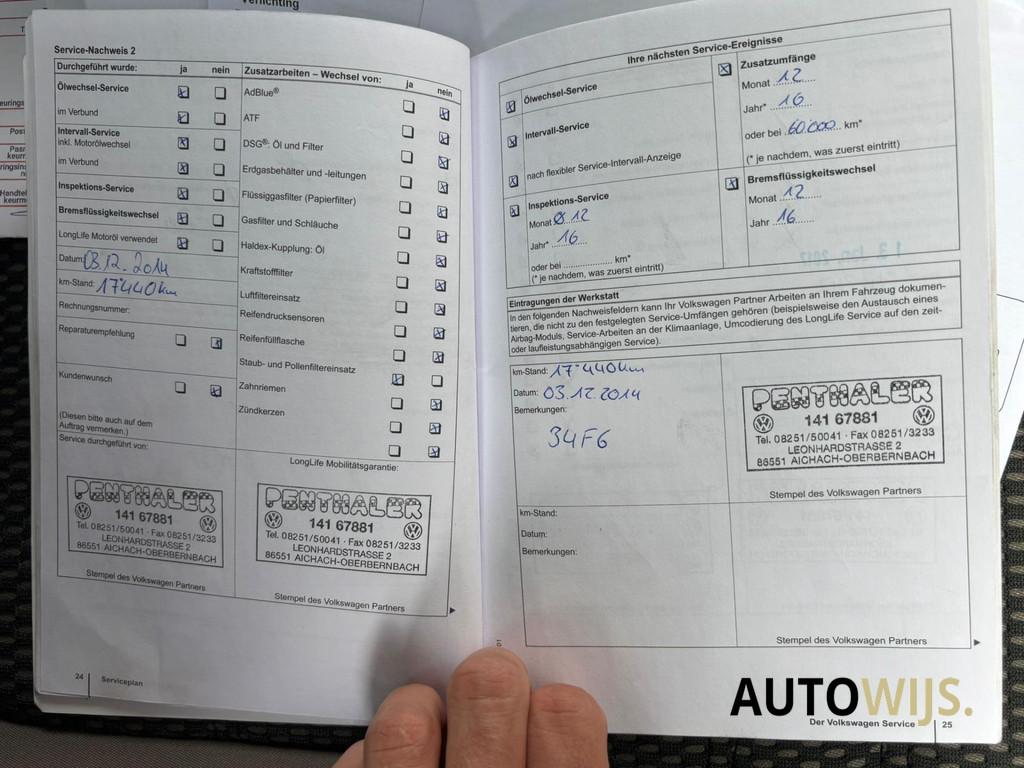 Verlichting
Service-Nachweis 2
Durchgeführt wurde: ja nein
Ölwechsel-Service
im Verbund
Intervall-Service
inkl. Motorölwechsel
im Verbund
Inspektions-Service
Bremsflüssigkeitswechsel
LongLife Motoröl verwendet
Datum: 03.12.2014
km-Stand: 17'440km
Rechnungsnummer:
Reparaturempfehlung
Kundenwunsch
(Diesen bitte auch auf dem
Auftrag vermerken.)
Service durchgeführt von:
PENTHALER
141 67881
Tel. 08251/50041 · Fax 08251/3233
LEONHARDSTRASSE 2
86551 AICHACH-OBERBERNBACH
Stempel des Volkswagen Partners
Zusatzarbeiten – Wechsel von: ja nein
AdBlue®
ATF
DSG®: Öl und Filter
Erdgasbehälter und -leitungen
Flüssiggasfilter (Papierfilter)
Gasfilter und Schläuche
Haldex-Kupplung: Öl
Kraftstofffilter
Luftfiltereinsatz
Reifendrucksensoren
Reifenfüllflasche
Staub- und Pollenfiltereinsatz
Zahnriemen
Zündkerzen
LongLife Mobilitätsgarantie:
PENTHALER
141 67881
Tel. 08251/50041 · Fax 08251/3233
LEONHARDSTRASSE 2
86551 AICHACH-OBERBERNBACH
Stempel des Volkswagen Partners
24 Serviceplan
Ihre nächsten Service-Ereignisse
Ölwechsel-Service
Intervall-Service
nach flexibler Service-Intervall-Anzeige
Inspektions-Service
Monat 12
Jahr* 16
oder bei .................... km*
(* je nachdem, was zuerst eintritt)
Zusatzumfänge
Monat 12
Jahr* 16
oder bei 60'000 km*
(* je nachdem, was zuerst eintritt)
Bremsflüssigkeitswechsel
Monat 12
Jahr 16
Eintragungen der Werkstatt
In den folgenden Nachweisfeldern kann Ihr Volkswagen Partner Arbeiten an Ihrem Fahrzeug dokumen-
tieren, die nicht zu den festgelegten Service-Umfängen gehören (beispielsweise den Austausch eines
Airbag-Moduls, Service-Arbeiten an der Klimaanlage, Umcodierung des LongLife Service auf den zeit-
oder laufleistungsabhängigen Service).
km-Stand: 17'440km
Datum: 03.12.2014
Bemerkungen:
34F6
PENTHALER
141 67881
Tel. 08251/50041 · Fax 08251/3233
LEONHARDSTRASSE 2
86551 AICHACH-OBERBERNBACH
Stempel des Volkswagen Partners
km-Stand:
Datum:
Bemerkungen:
Stempel des Volkswagen Partners
AUTOWIJS.
Der Volkswagen Service 25